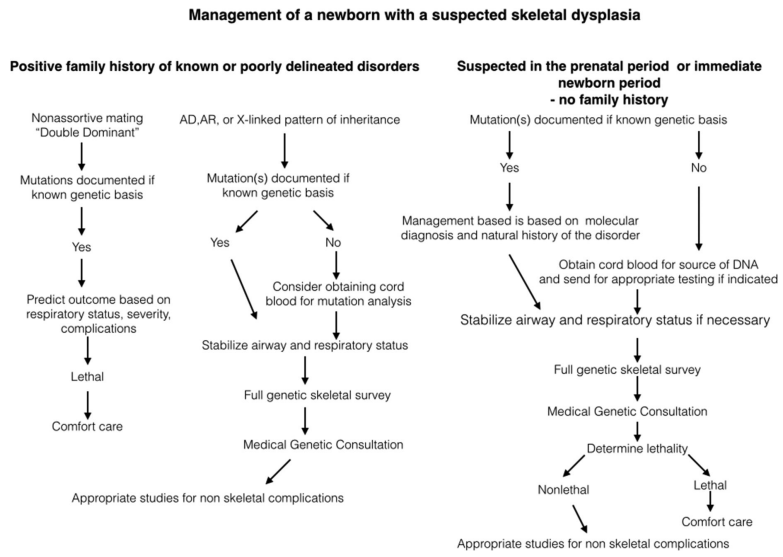 Management of a newborn with a suspected skeletal dysplasia
Positive family history of known or poorly delineated disorders
Nonassortive mating
“Double Dominant”
Mutations documented if
known genetic basis
Yes
Predict outcome based on
respiratory status, severity,
complications
Lethal
Comfort care
AD,AR, or X-linked pattern of inheritance
Mutation(s) documented if
known genetic basis
Yes
No
Consider obtaining cord
blood for mutation analysis
Stabilize airway and respiratory status
Full genetic skeletal survey
Medical Genetic Consultation
Appropriate studies for non skeletal complications
Suspected in the prenatal period or immediate
newborn period
- no family history
Mutation(s) documented if known genetic basis
Yes
No
Management based is based on molecular
diagnosis and natural history of the disorder
Obtain cord blood for source of DNA
and send for appropriate testing if indicated
Stabilize airway and respiratory status if necessary
Full genetic skeletal survey
Medical Genetic Consultation
Determine lethality
Nonlethal
Lethal
Comfort care
Appropriate studies for non skeletal complications